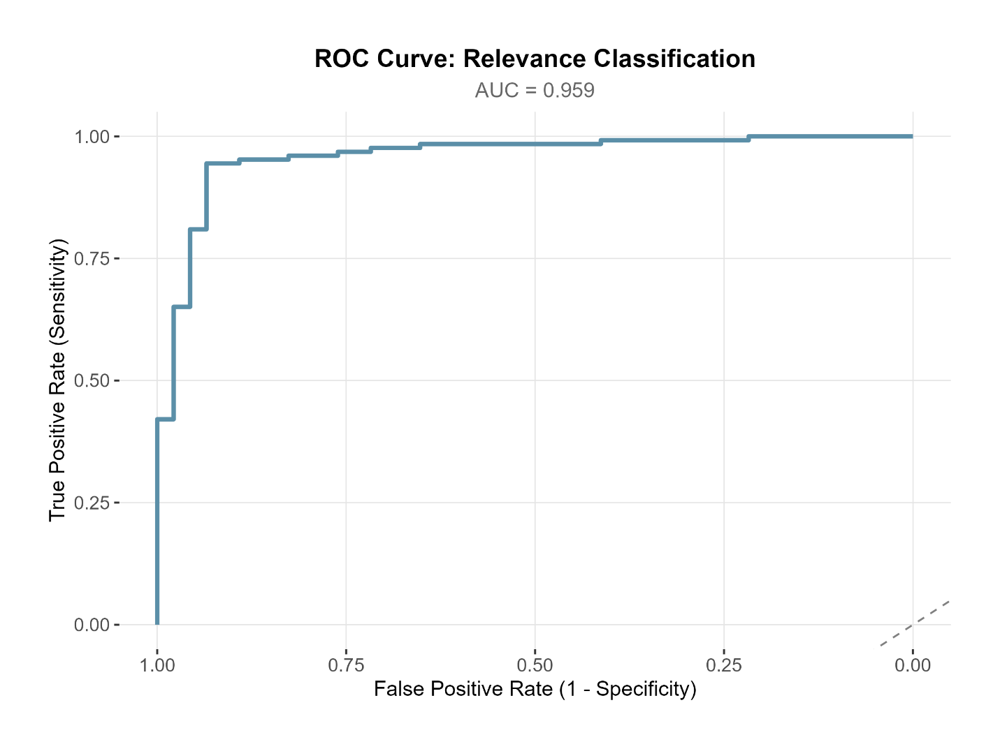 ROC Curve: Relevance Classification
AUC = 0.959
True Positive Rate (Sensitivity)
1.00
0.75
0.50
0.25
0.00
1.00 0.75 0.50 0.25 0.00
False Positive Rate (1 - Specificity)